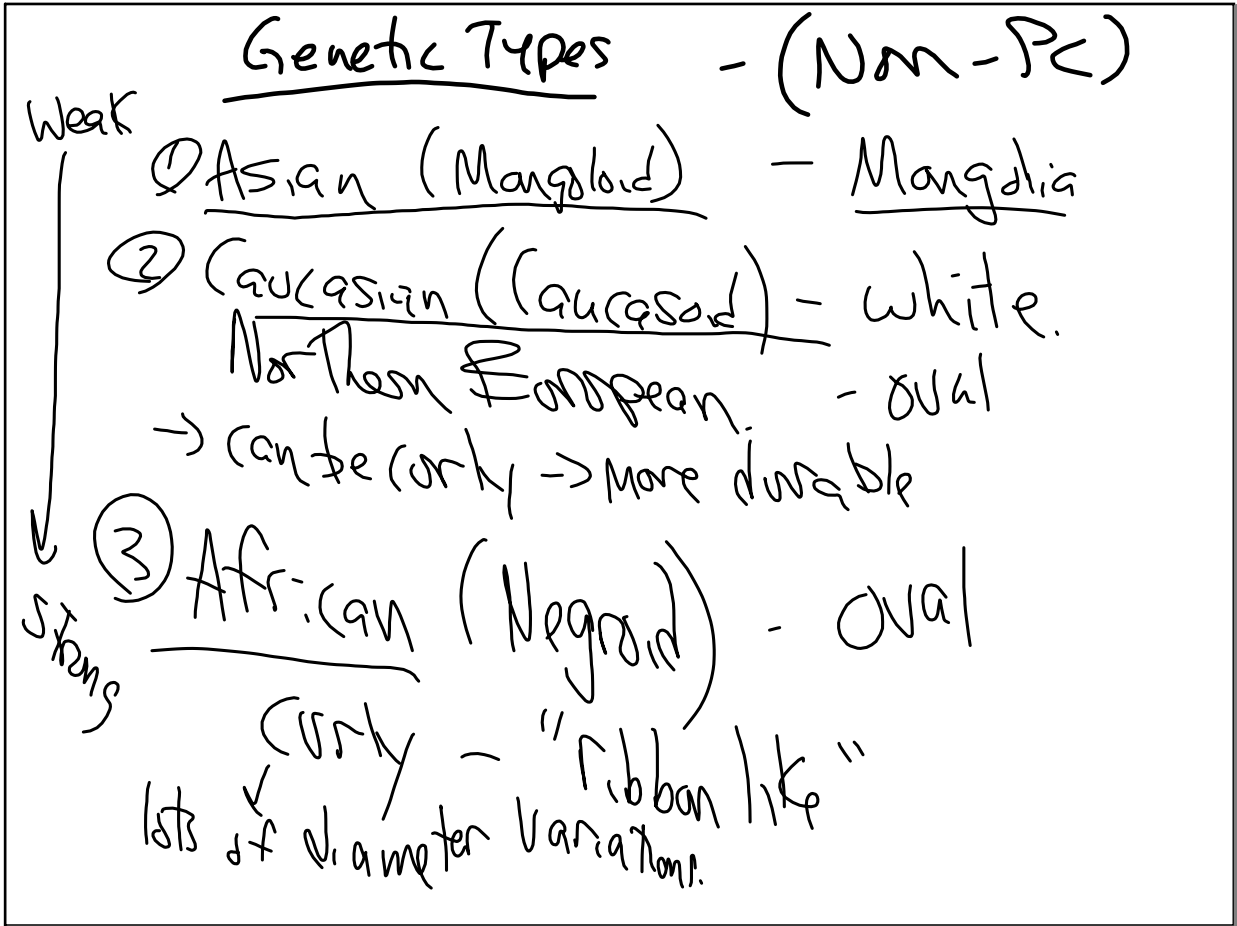 Genetic Types - (Non-PC)
Weak
① Asian (Mongoloid) - Mongolia
② Caucasian (Caucasoid) - white.
Northern European. - oval
→ can be curly → more durable
③ African (Negroid) - oval
Strong
curly - "ribbon like"
lots of diameter variations.